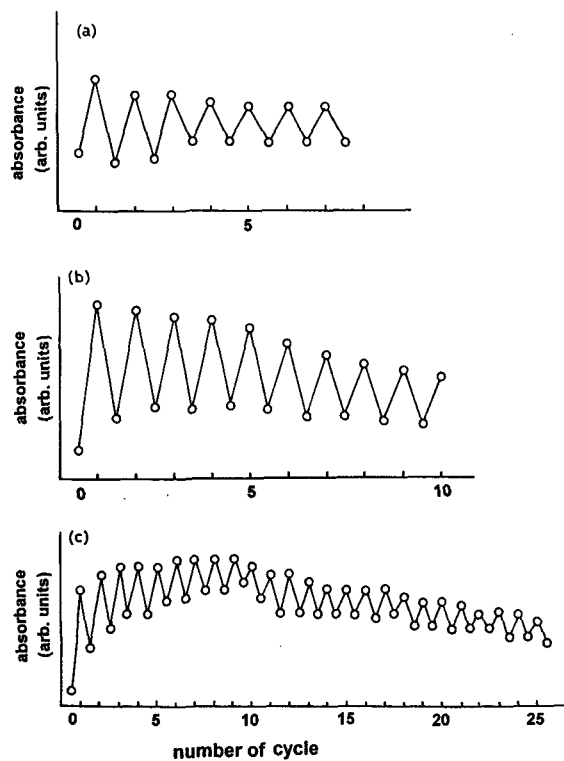 (a)
absorbance
(arb. units)
0 5
(b)
absorbance
(arb. units)
0 5 10
(c)
absorbance
(arb. units)
0 5 10 15 20 25
number of cycle